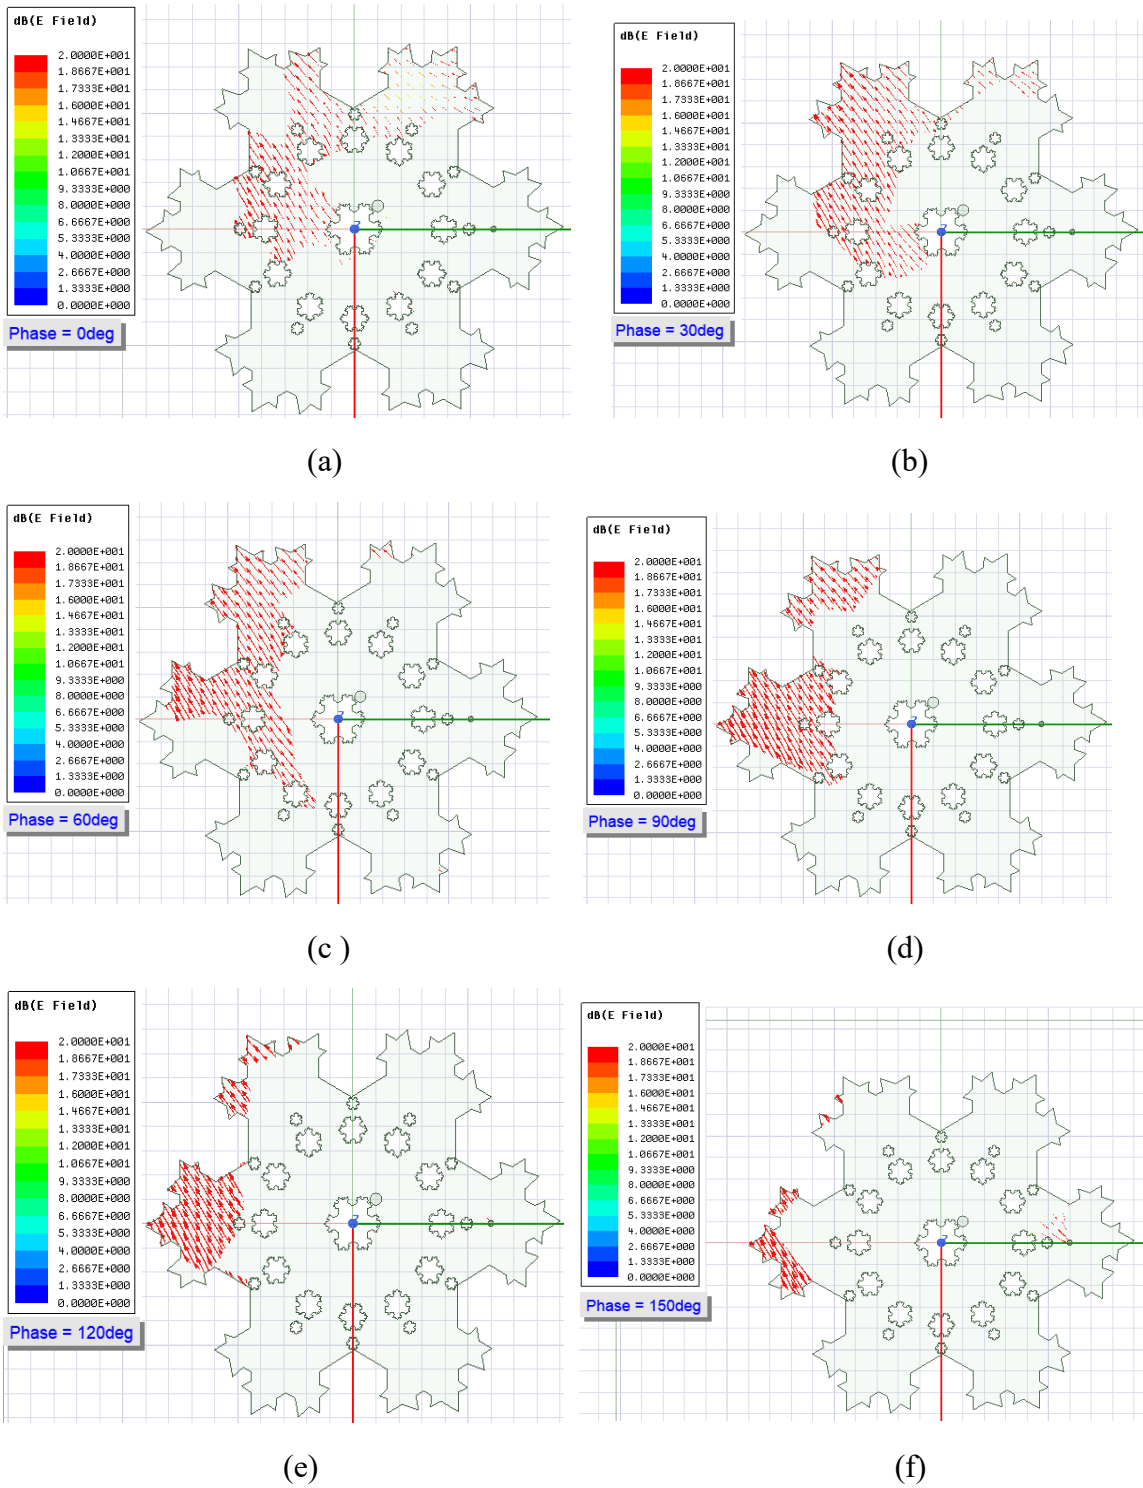 dB(E Field)
2.0000E+001
1.8667E+001
1.7333E+001
1.6000E+001
1.4667E+001
1.3333E+001
1.2000E+001
1.0667E+001
9.3333E+000
8.0000E+000
6.6667E+000
5.3333E+000
4.0000E+000
2.6667E+000
1.3333E+000
0.0000E+000
Phase = 0deg
(a)
dB(E Field)
2.0000E+001
1.8667E+001
1.7333E+001
1.6000E+001
1.4667E+001
1.3333E+001
1.2000E+001
1.0667E+001
9.3333E+000
8.0000E+000
6.6667E+000
5.3333E+000
4.0000E+000
2.6667E+000
1.3333E+000
0.0000E+000
Phase = 30deg
(b)
dB(E Field)
2.0000E+001
1.8667E+001
1.7333E+001
1.6000E+001
1.4667E+001
1.3333E+001
1.2000E+001
1.0667E+001
9.3333E+000
8.0000E+000
6.6667E+000
5.3333E+000
4.0000E+000
2.6667E+000
1.3333E+000
0.0000E+000
Phase = 60deg
(c )
dB(E Field)
2.0000E+001
1.8667E+001
1.7333E+001
1.6000E+001
1.4667E+001
1.3333E+001
1.2000E+001
1.0667E+001
9.3333E+000
8.0000E+000
6.6667E+000
5.3333E+000
4.0000E+000
2.6667E+000
1.3333E+000
0.0000E+000
Phase = 90deg
(d)
dB(E Field)
2.0000E+001
1.8667E+001
1.7333E+001
1.6000E+001
1.4667E+001
1.3333E+001
1.2000E+001
1.0667E+001
9.3333E+000
8.0000E+000
6.6667E+000
5.3333E+000
4.0000E+000
2.6667E+000
1.3333E+000
0.0000E+000
Phase = 120deg
(e)
dB(E Field)
2.0000E+001
1.8667E+001
1.7333E+001
1.6000E+001
1.4667E+001
1.3333E+001
1.2000E+001
1.0667E+001
9.3333E+000
8.0000E+000
6.6667E+000
5.3333E+000
4.0000E+000
2.6667E+000
1.3333E+000
0.0000E+000
Phase = 150deg
(f)